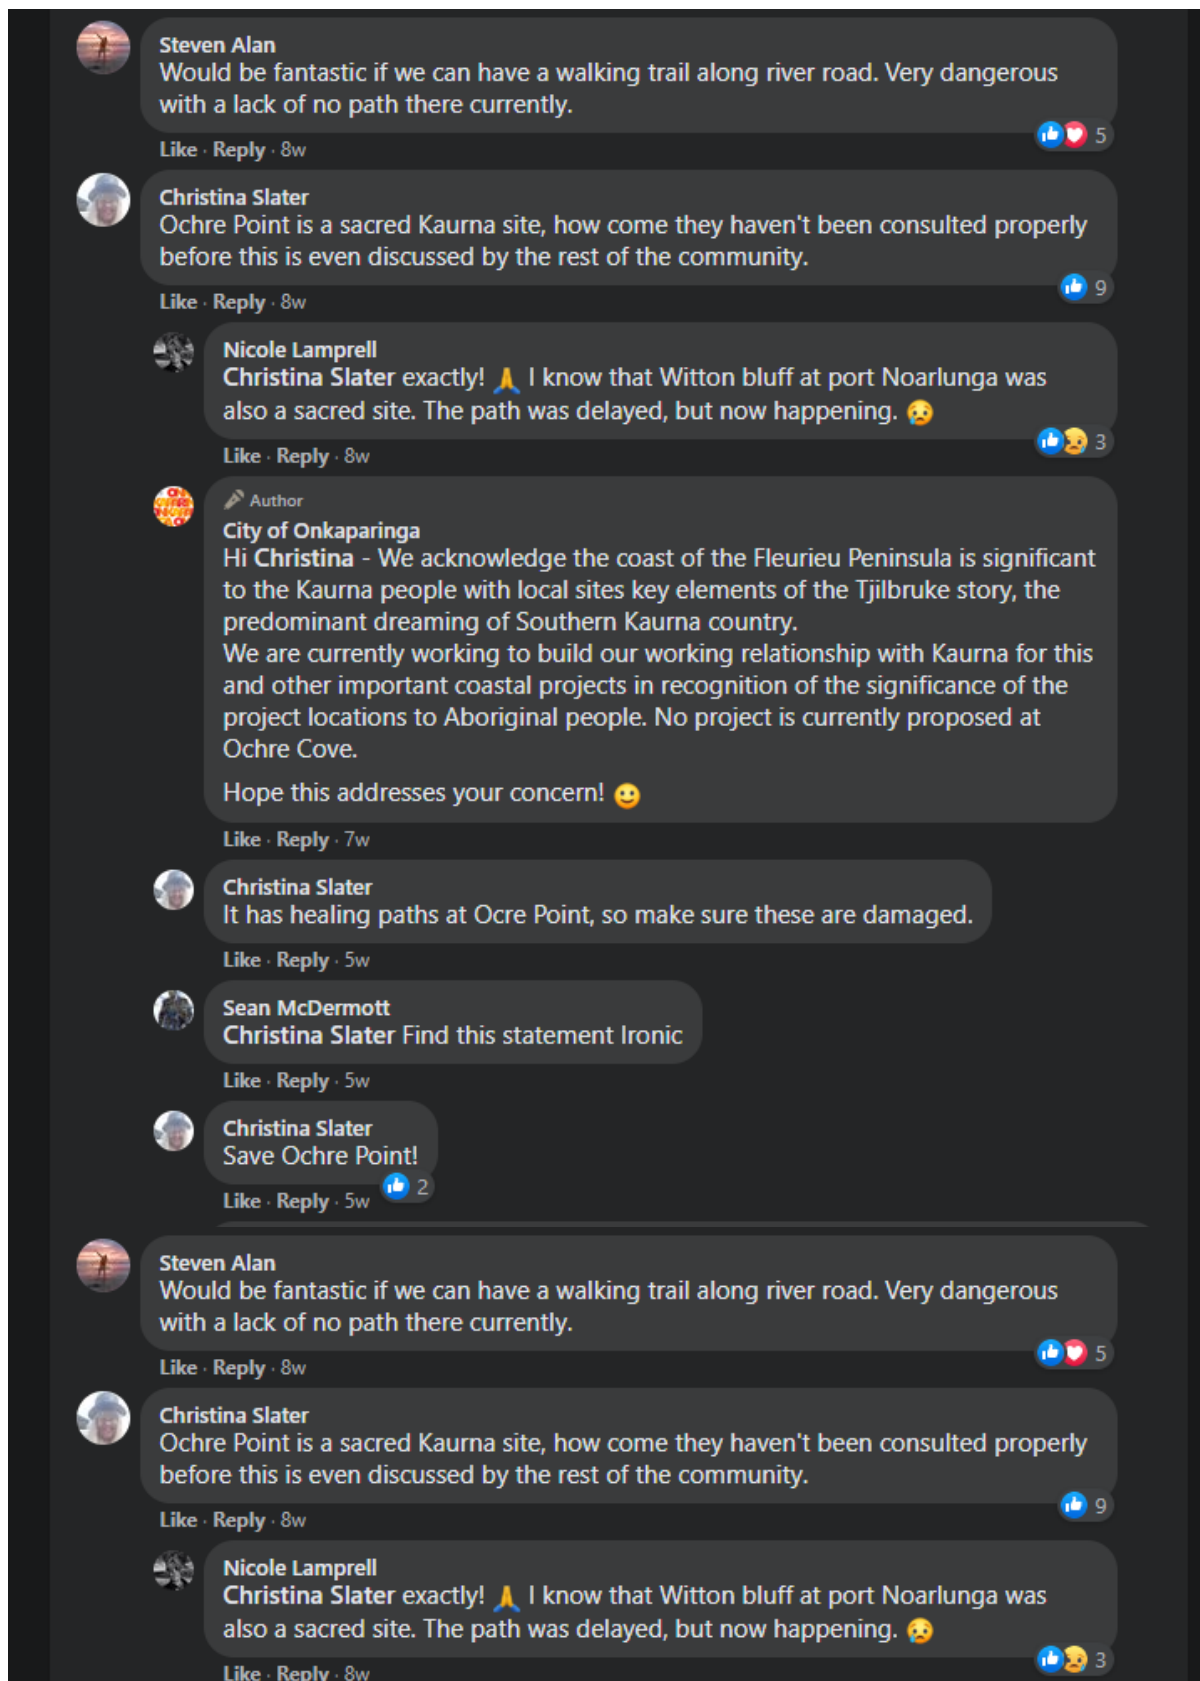 Steven Alan
Would be fantastic if we can have a walking trail along river road. Very dangerous
with a lack of no path there currently.
5
Like · Reply · 8w
Christina Slater
Ochre Point is a sacred Kaurna site, how come they haven't been consulted properly
before this is even discussed by the rest of the community.
9
Like · Reply · 8w
Nicole Lamprell
Christina Slater exactly! 🙏 I know that Witton bluff at port Noarlunga was
also a sacred site. The path was delayed, but now happening. 😥
3
Like · Reply · 8w
Author
City of Onkaparinga
Hi Christina - We acknowledge the coast of the Fleurieu Peninsula is significant
to the Kaurna people with local sites key elements of the Tjilbruke story, the
predominant dreaming of Southern Kaurna country.
We are currently working to build our working relationship with Kaurna for this
and other important coastal projects in recognition of the significance of the
project locations to Aboriginal people. No project is currently proposed at
Ochre Cove.
Hope this addresses your concern! 🙂
Like · Reply · 7w
Christina Slater
It has healing paths at Ocre Point, so make sure these are damaged.
Like · Reply · 5w
Sean McDermott
Christina Slater Find this statement Ironic
Like · Reply · 5w
Christina Slater
Save Ochre Point!
2
Like · Reply · 5w
Steven Alan
Would be fantastic if we can have a walking trail along river road. Very dangerous
with a lack of no path there currently.
5
Like · Reply · 8w
Christina Slater
Ochre Point is a sacred Kaurna site, how come they haven't been consulted properly
before this is even discussed by the rest of the community.
9
Like · Reply · 8w
Nicole Lamprell
Christina Slater exactly! 🙏 I know that Witton bluff at port Noarlunga was
also a sacred site. The path was delayed, but now happening. 😥
3
Like · Reply · 8w